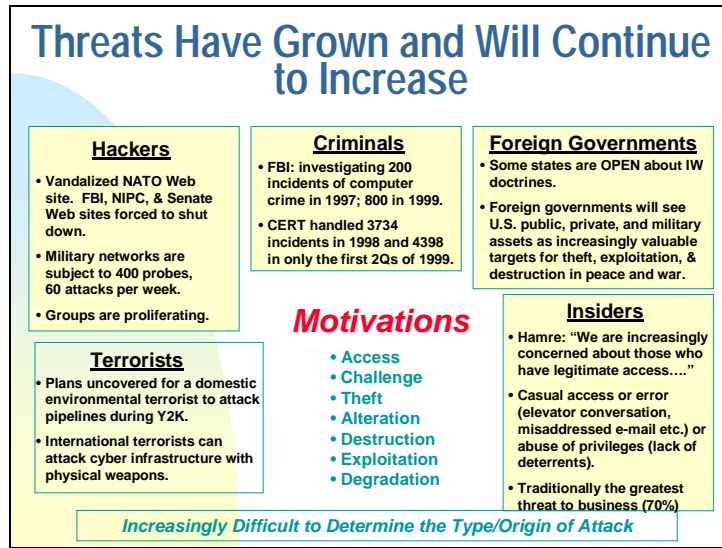 Threats Have Grown and Will Continue
to Increase
Hackers
• Vandalized NATO Web
site. FBI, NIPC, & Senate
Web sites forced to shut
down.
• Military networks are
subject to 400 probes,
60 attacks per week.
• Groups are proliferating.
Criminals
• FBI: investigating 200
incidents of computer
crime in 1997; 800 in 1999.
• CERT handled 3734
incidents in 1998 and 4398
in only the first 2Qs of 1999.
Foreign Governments
• Some states are OPEN about IW
doctrines.
• Foreign governments will see
U.S. public, private, and military
assets as increasingly valuable
targets for theft, exploitation, &
destruction in peace and war.
Terrorists
• Plans uncovered for a domestic
environmental terrorist to attack
pipelines during Y2K.
• International terrorists can
attack cyber infrastructure with
physical weapons.
Motivations
• Access
• Challenge
• Theft
• Alteration
• Destruction
• Exploitation
• Degradation
Insiders
• Hamre: “We are increasingly
concerned about those who
have legitimate access….”
• Casual access or error
(elevator conversation,
misaddressed e-mail etc.) or
abuse of privileges (lack of
deterrents).
• Traditionally the greatest
threat to business (70%)
Increasingly Difficult to Determine the Type/Origin of Attack